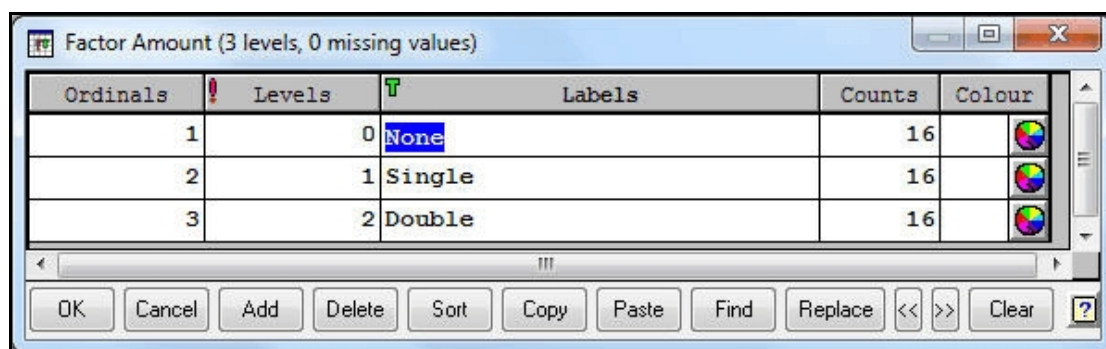 Factor Amount (3 levels, 0 missing values)
Ordinals ! Levels T Labels Counts Colour
1 0 None 16
2 1 Single 16
3 2 Double 16
OK Cancel Add Delete Sort Copy Paste Find Replace << >> Clear ?